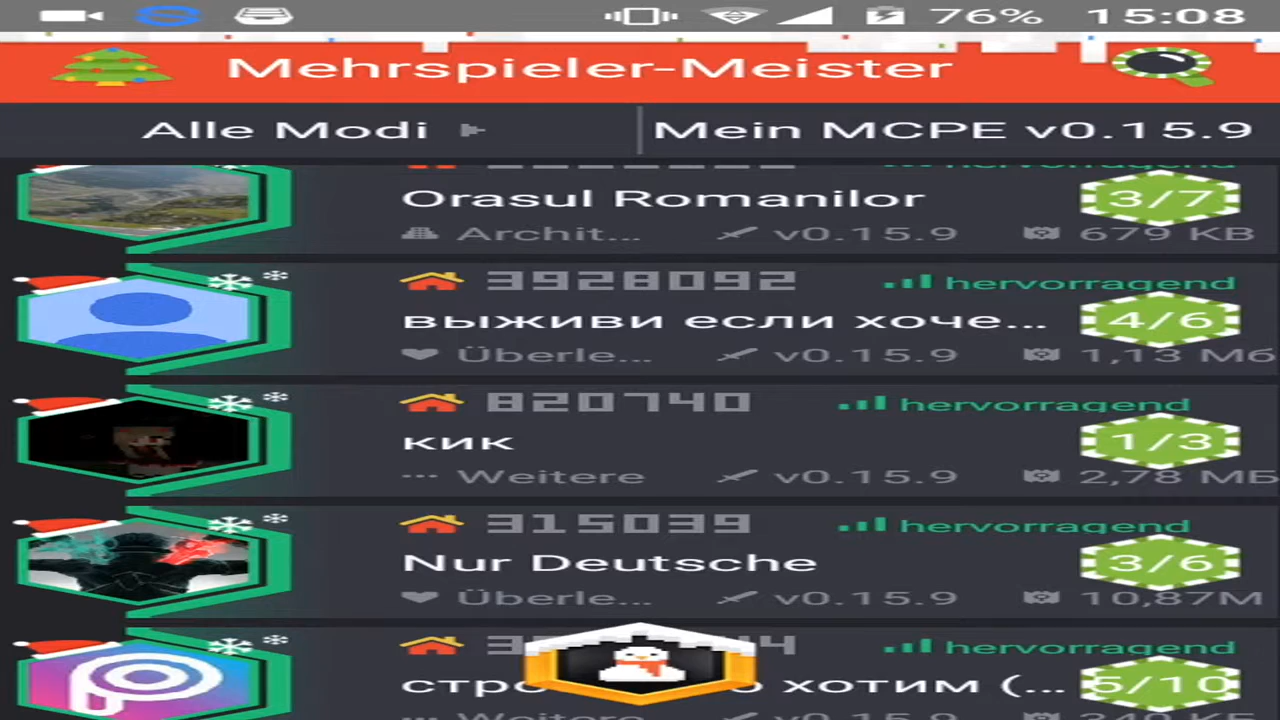 76% 15:08
Mehrspieler-Meister
Alle Modi Mein MCPE v0.15.9
Orasul Romanilor 3/7
Archit... v0.15.9 679 KB
3928092 hervorragend
выживи если хоче... 4/6
Überle... v0.15.9 1,13 Мб
820740 hervorragend
кик 1/3
... Weitere v0.15.9 2,78 МБ
315039 hervorragend
Nur Deutsche 3/6
Überle... v0.15.9 10,87M
hervorragend
хотим (... 5/10